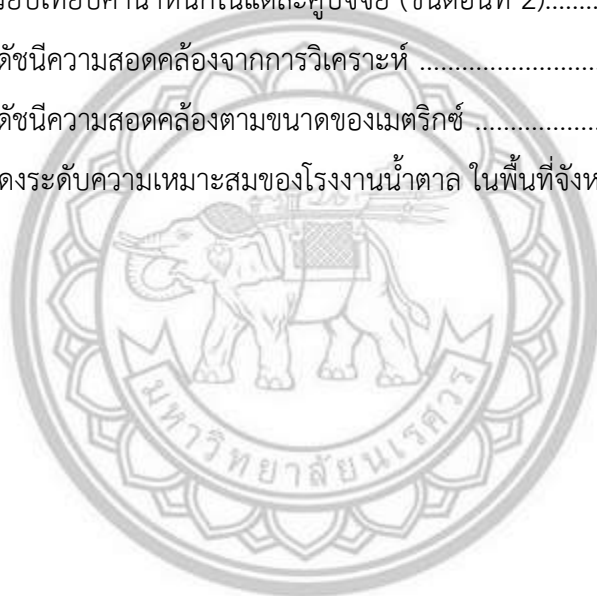 รียบเทียบค่าน้ำหนักในแต่ละคู่ปัจจัย (ขั้นตอนที่ 2)........
ดัชนีความสอดคล้องจากการวิเคราะห์ ........................
ดัชนีความสอดคล้องตามขนาดของเมตริกซ์ .................
ดงระดับความเหมาะสมของโรงงานน้ำตาล ในพื้นที่จังห
มหาวิทยาลัยนเรศวร